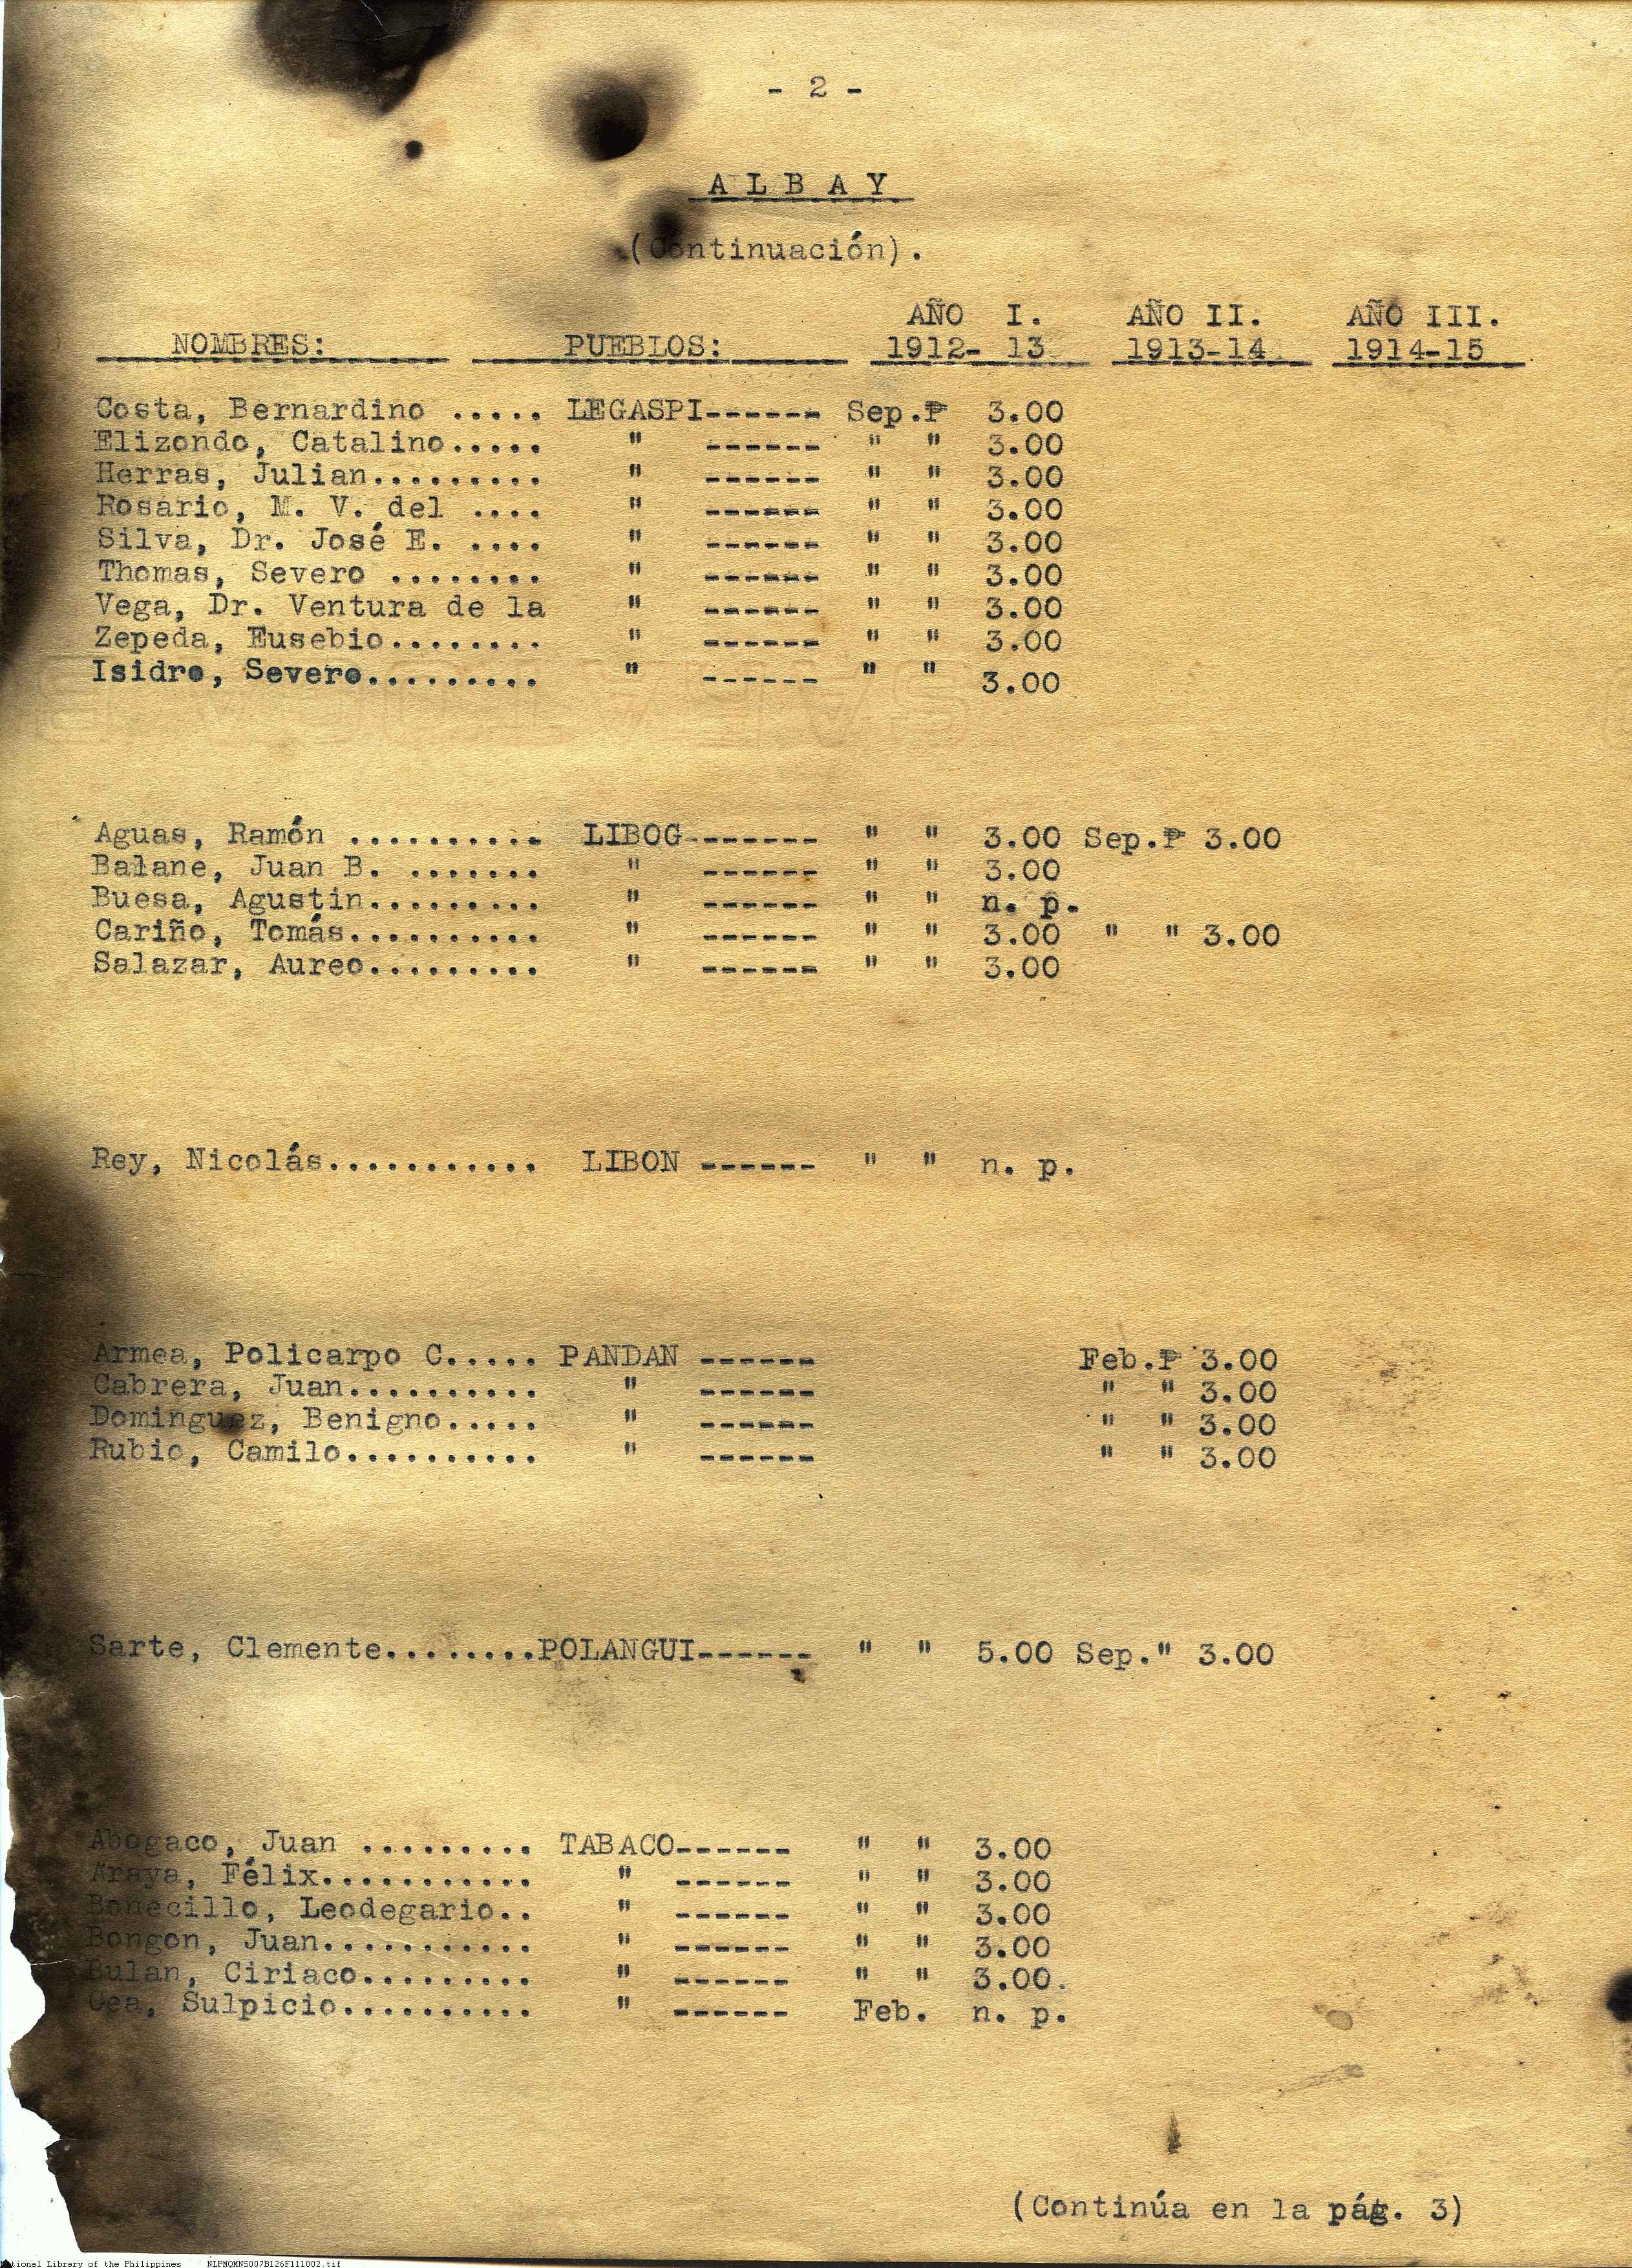 - 2 -
ALBAY
(Continuación).
AÑO I. AÑO II. AÑO III.
NOMBRES: PUEBLOS: 1912- 13 1913-14 1914-15
Costa, Bernardino ..... LEGASPI------ Sep.₱ 3.00
Elizondo, Catalino..... " ------ " " 3.00
Herras, Julian......... " ------ " " 3.00
Rosario, M. V. del .... " ------ " " 3.00
Silva, Dr. José E. .... " ------ " " 3.00
Thomas, Severo ........ " ------ " " 3.00
Vega, Dr. Ventura de la " ------ " " 3.00
Zepeda, Eusebio........ " ------ " " 3.00
Isidro, Severo......... " ------ " " 3.00
Aguas, Ramón .......... LIBOG------- " " 3.00 Sep.₱ 3.00
Balane, Juan B. ....... " ------ " " 3.00
Buesa, Agustin......... " ------ " " n. p.
Cariño, Tomás.......... " ------ " " 3.00 " " 3.00
Salazar, Aureo......... " ------ " " 3.00
Rey, Nicolás........... LIBON ------ " " n. p.
Armea, Policarpo C..... PANDAN ------ Feb.₱ 3.00
Cabrera, Juan.......... " ------ " " 3.00
Dominguez, Benigno..... " ------ " " 3.00
Rubio, Camilo.......... " ------ " " 3.00
Sarte, Clemente........POLANGUI------ " " 5.00 Sep." 3.00
Abogaco, Juan ......... TABACO------ " " 3.00
Araya, Félix........... " ------ " " 3.00
Bonecillo, Leodegario.. " ------ " " 3.00
Bongon, Juan........... " ------ " " 3.00
Bulan, Ciriaco......... " ------ " " 3.00.
Cea, Sulpicio.......... " ------ Feb. n. p.
(Continúa en la pág. 3)
tional Library of the Philippines NLPMQMNS007B126F111002.tif